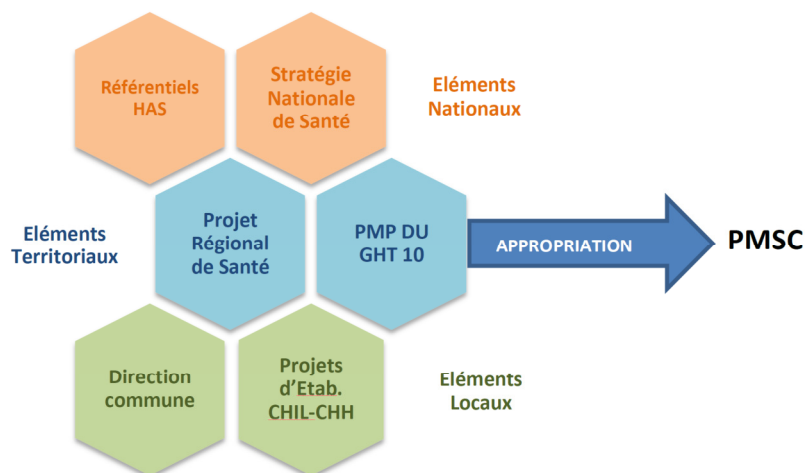 Référentiels
HAS
Stratégie
Nationale
de Santé
Eléments
Nationaux
Eléments
Territoriaux
Projet
Régional
de Santé
PMP DU
GHT 10
APPROPRIATION
PMSC
Direction
commune
Projets
d'Etab.
CHIL-CHH
Eléments
Locaux